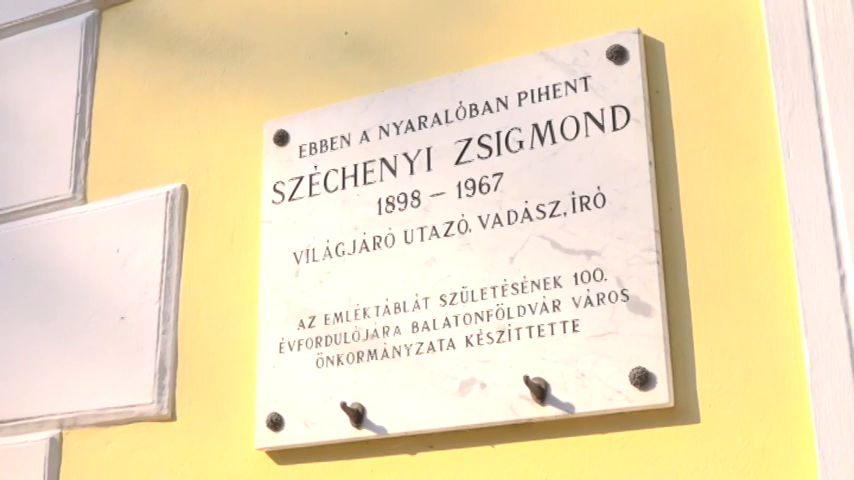 EBBEN A NYARALÓBAN PIHENT
SZÉCHENYI ZSIGMOND
1898 – 1967
VILÁGJÁRÓ UTAZÓ, VADÁSZ, ÍRÓ
AZ EMLÉKTÁBLÁT SZÜLETÉSÉNEK 100.
ÉVFORDULÓJÁRA BALATONFÖLDVÁR VÁROS
ÖNKORMÁNYZATA KÉSZÍTTETTE